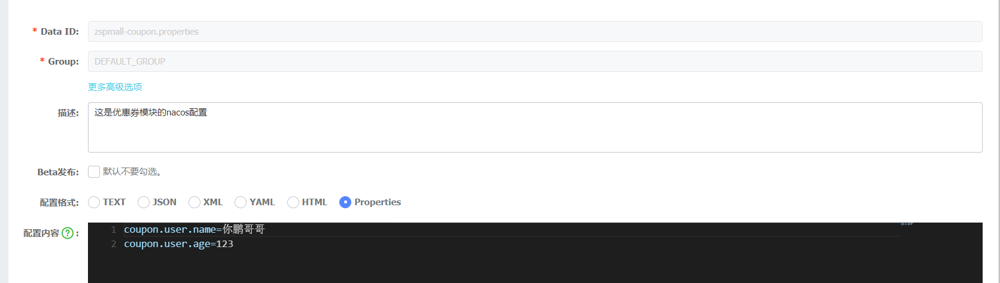 * Data ID: zspmall-coupon.properties
* Group: DEFAULT_GROUP
更多高级选项
描述: 这是优惠券模块的nacos配置
Beta发布: 默认不要勾选。
配置格式: TEXT JSON XML YAML HTML Properties
配置内容 ? :
1 coupon.user.name=你鹏哥哥
2 coupon.user.age=123